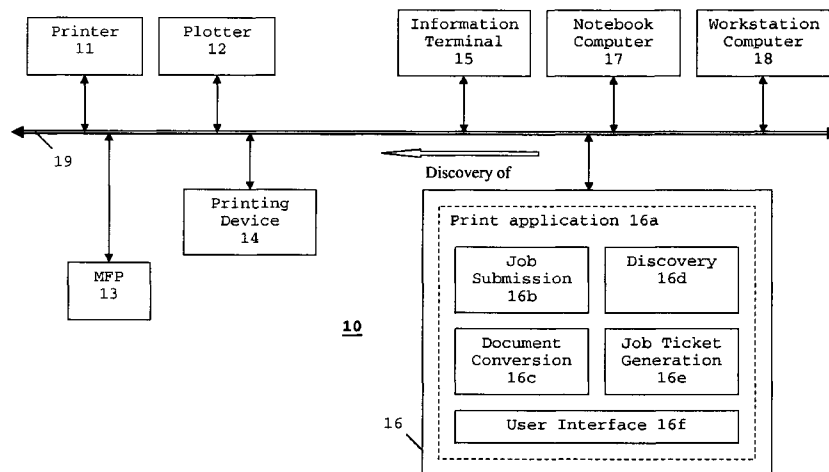 Printer
11
Plotter
12
Information
Terminal
15
Notebook
Computer
17
Workstation
Computer
18
19
Discovery of
Printing
Device
14
MFP
13
10
Print application 16a
Job
Submission
16b
Discovery
16d
Document
Conversion
16c
Job Ticket
Generation
16e
User Interface 16f
16